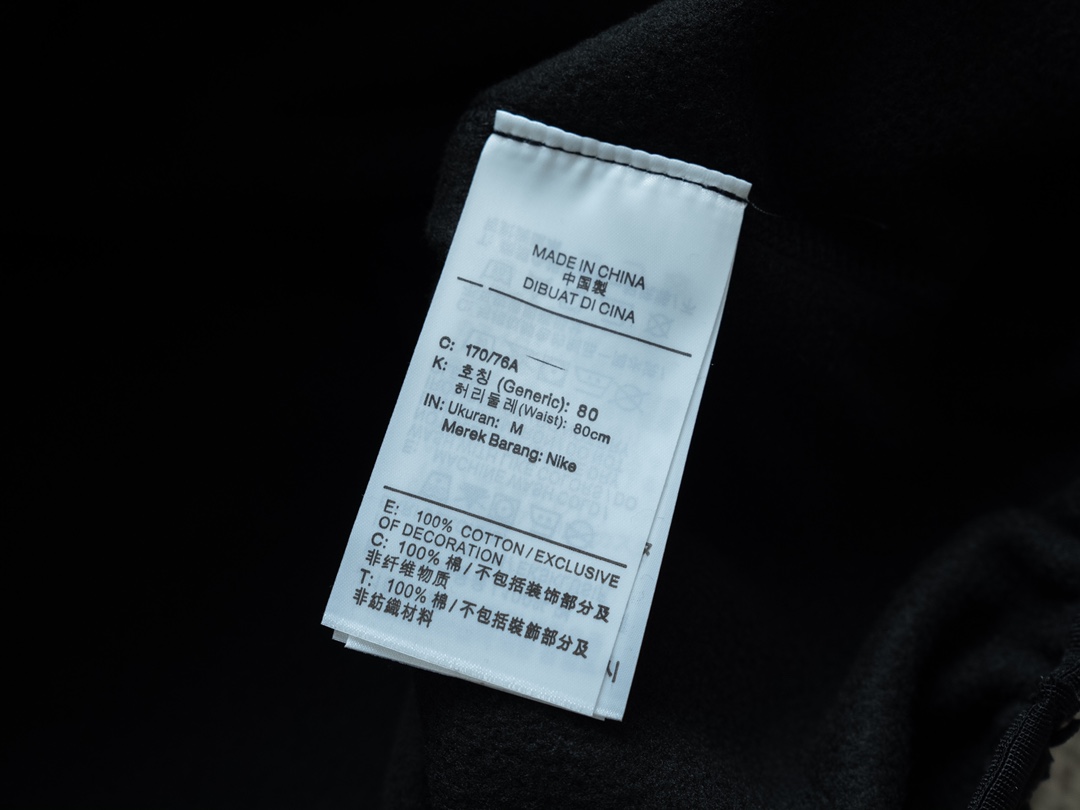 MADE IN CHINA
中国製
DIBUAT DI CINA
C: 170/76A
K: 호칭 (Generic): 80
허리둘레(Waist): 80cm
IN: Ukuran: M
Merek Barang: Nike
E: 100% COTTON / EXCLUSIVE
OF DECORATION
C: 100% 棉 / 不包括装饰部分及
非纤维物质
T: 100% 棉 / 不包括裝飾部分及
非紡織材料